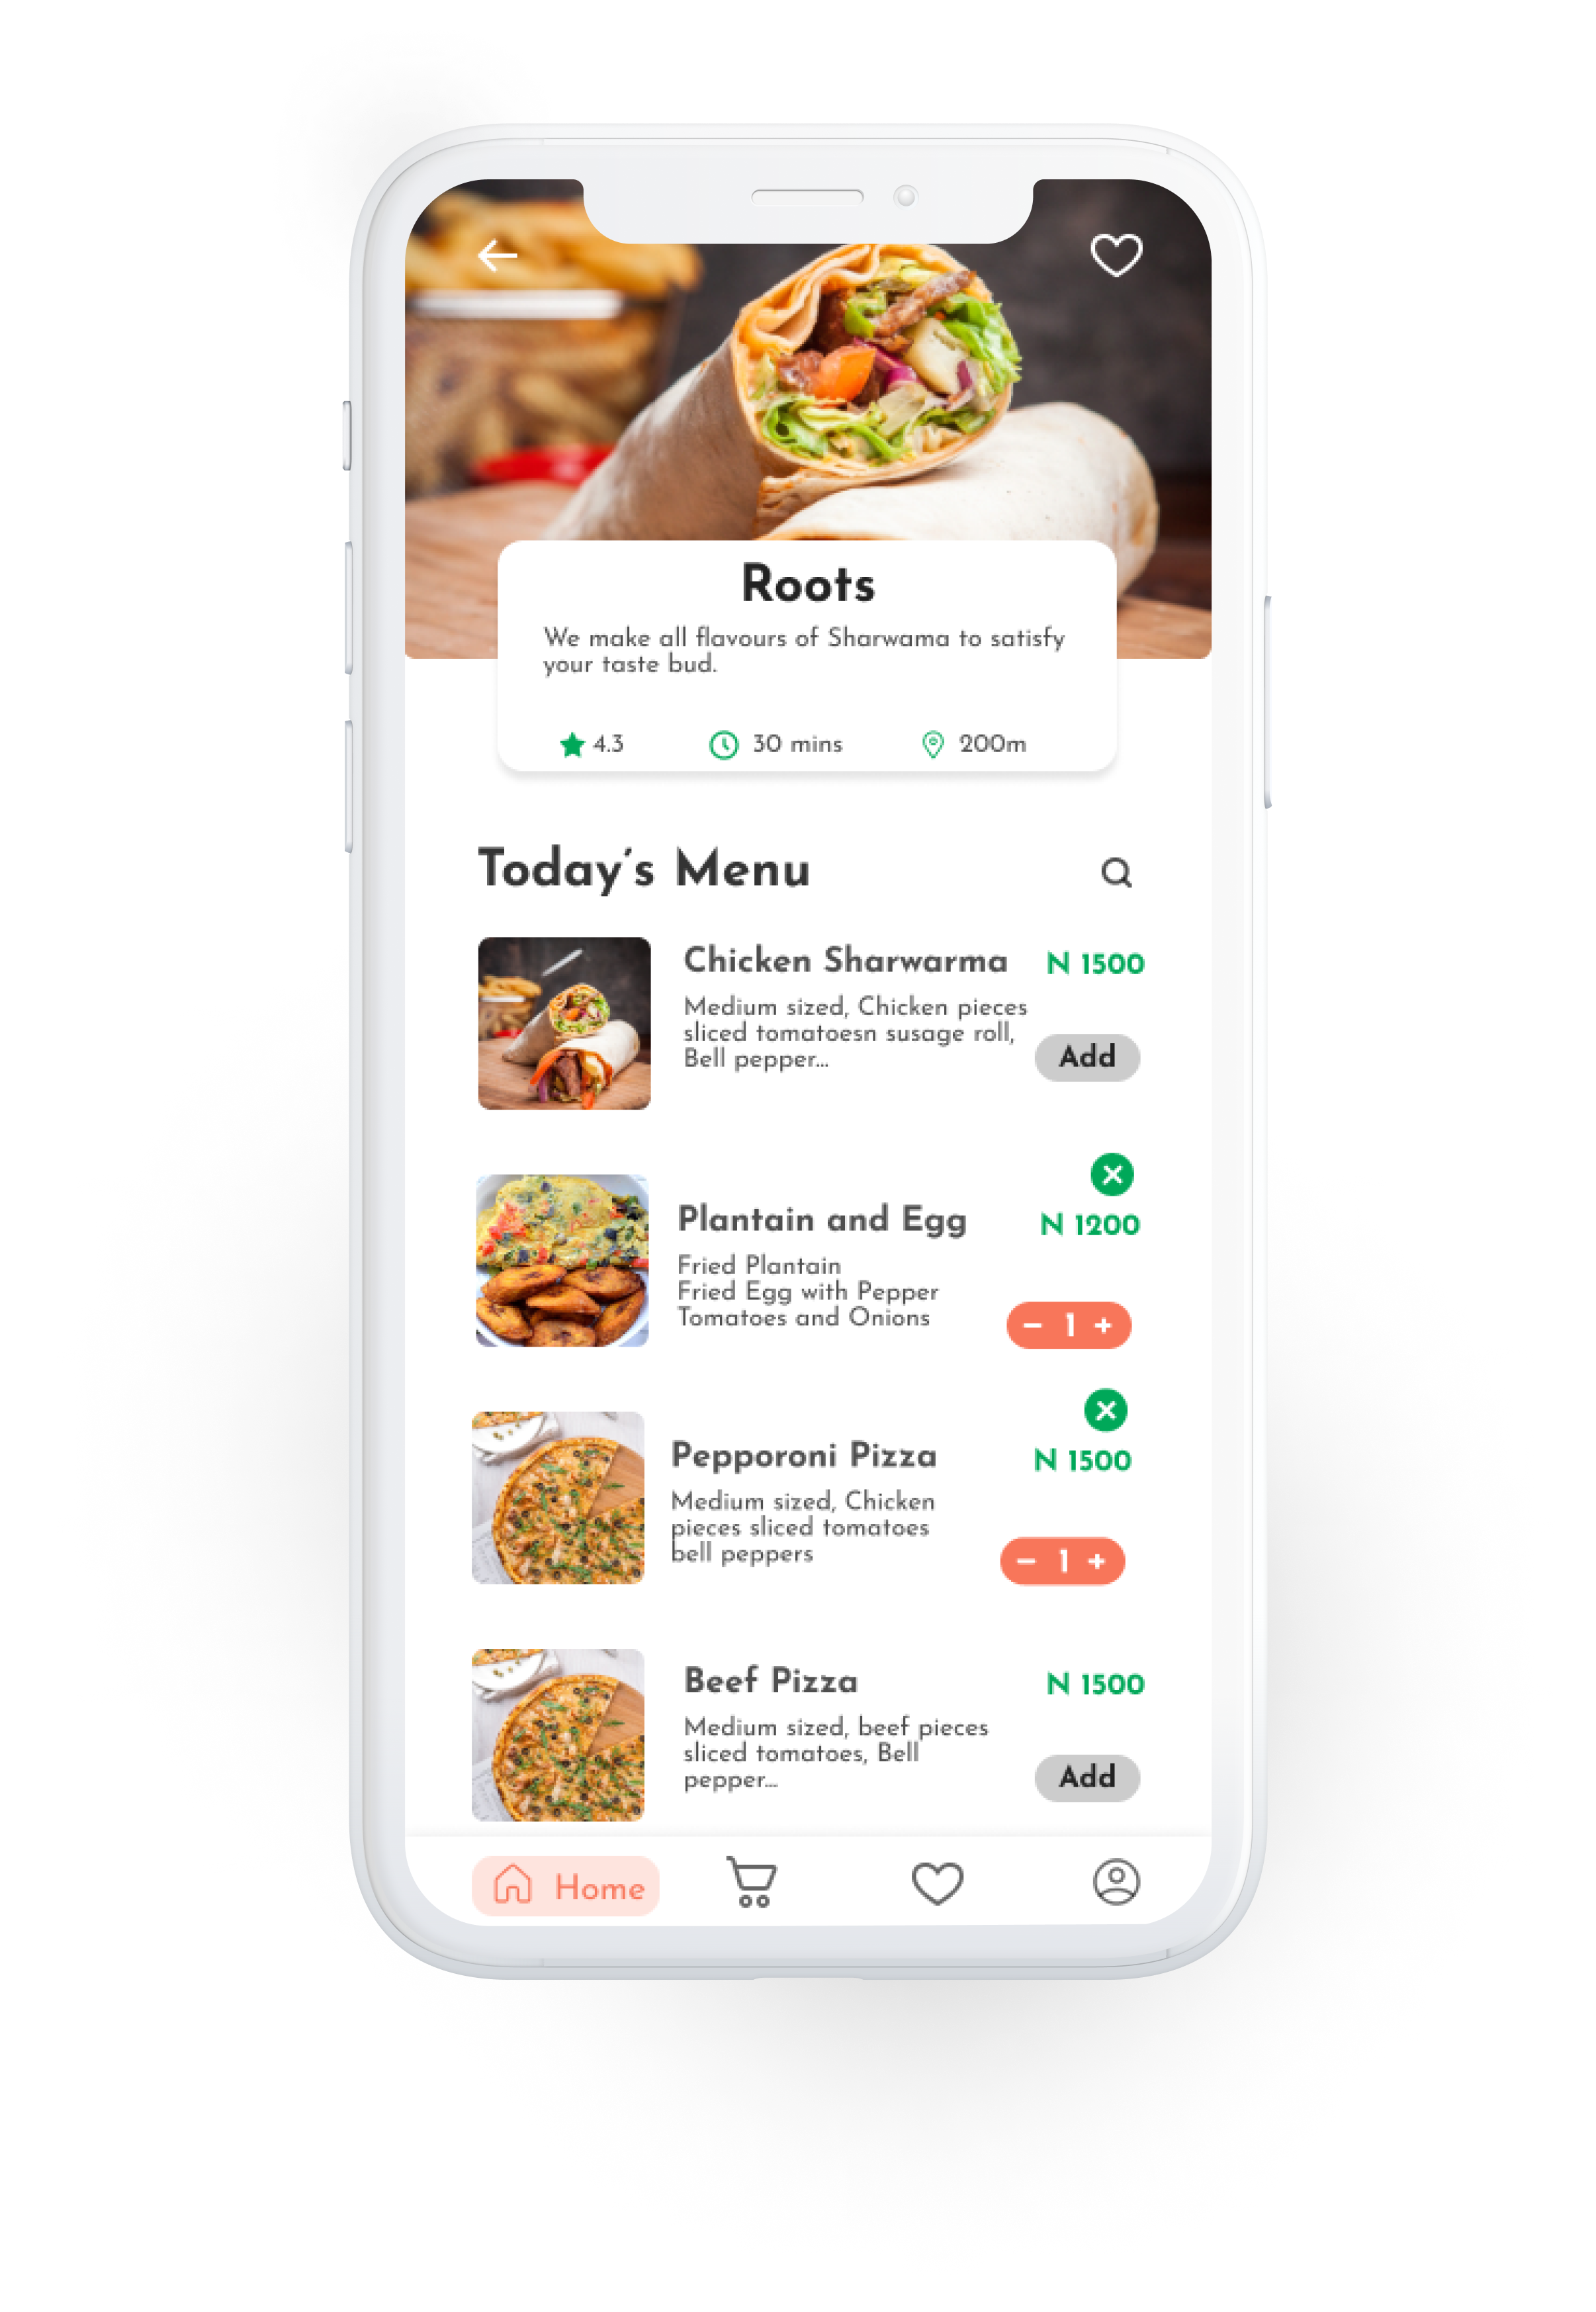 Roots
We make all flavours of Sharwama to satisfy
your taste bud.
4.3 30 mins 200m
Today's Menu
Chicken Sharwarma N 1500
Medium sized, Chicken pieces
sliced tomatoesn susage roll,
Bell pepper...
Add
Plantain and Egg N 1200
Fried Plantain
Fried Egg with Pepper
Tomatoes and Onions
− 1 +
Pepporoni Pizza N 1500
Medium sized, Chicken
pieces sliced tomatoes
bell peppers
− 1 +
Beef Pizza N 1500
Medium sized, beef pieces
sliced tomatoes, Bell
pepper...
Add
Home